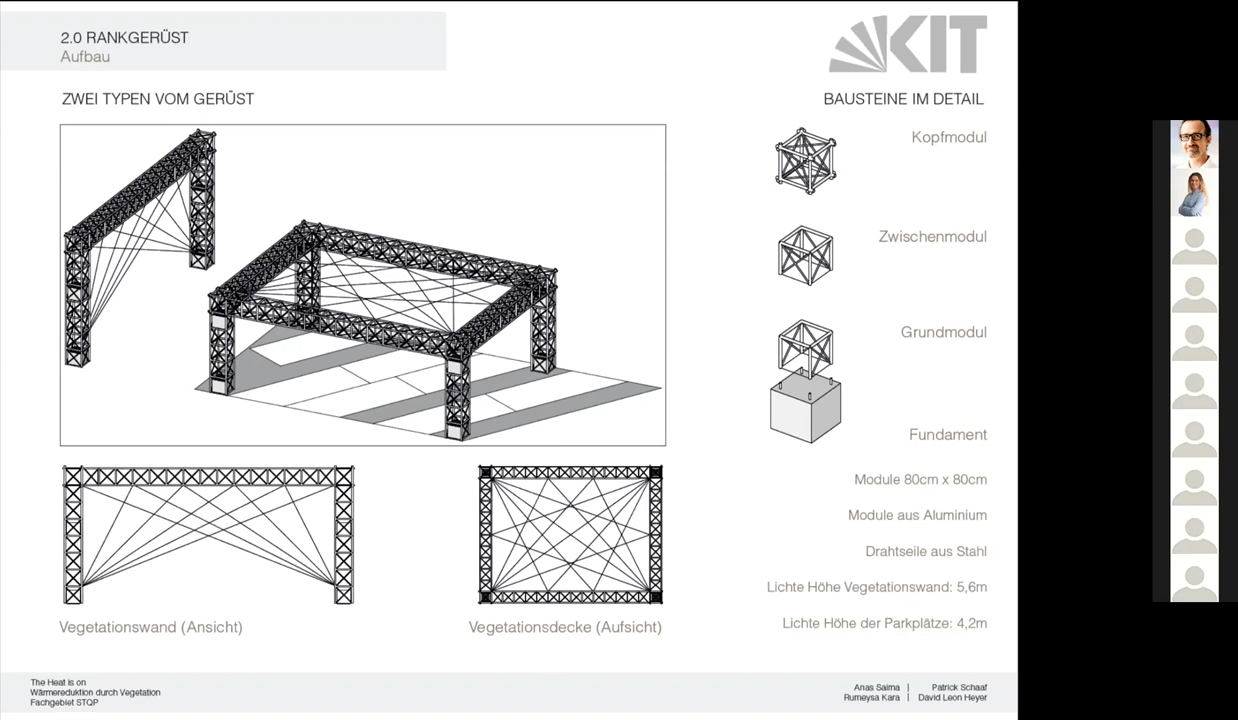 2.0 RANKGERÜST
Aufbau
KIT
ZWEI TYPEN VOM GERÜST
BAUSTEINE IM DETAIL
Kopfmodul
Zwischenmodul
Grundmodul
Fundament
Module 80cm x 80cm
Module aus Aluminium
Drahtseile aus Stahl
Lichte Höhe Vegetationswand: 5,6m
Lichte Höhe der Parkplätze: 4,2m
Vegetationswand (Ansicht)
Vegetationsdecke (Aufsicht)
The Heat is on
Wärmereduktion durch Vegetation
Fachgebiet STQP
Anas Saima | Patrick Schaaf
Rumeysa Kara | David Leon Heyer